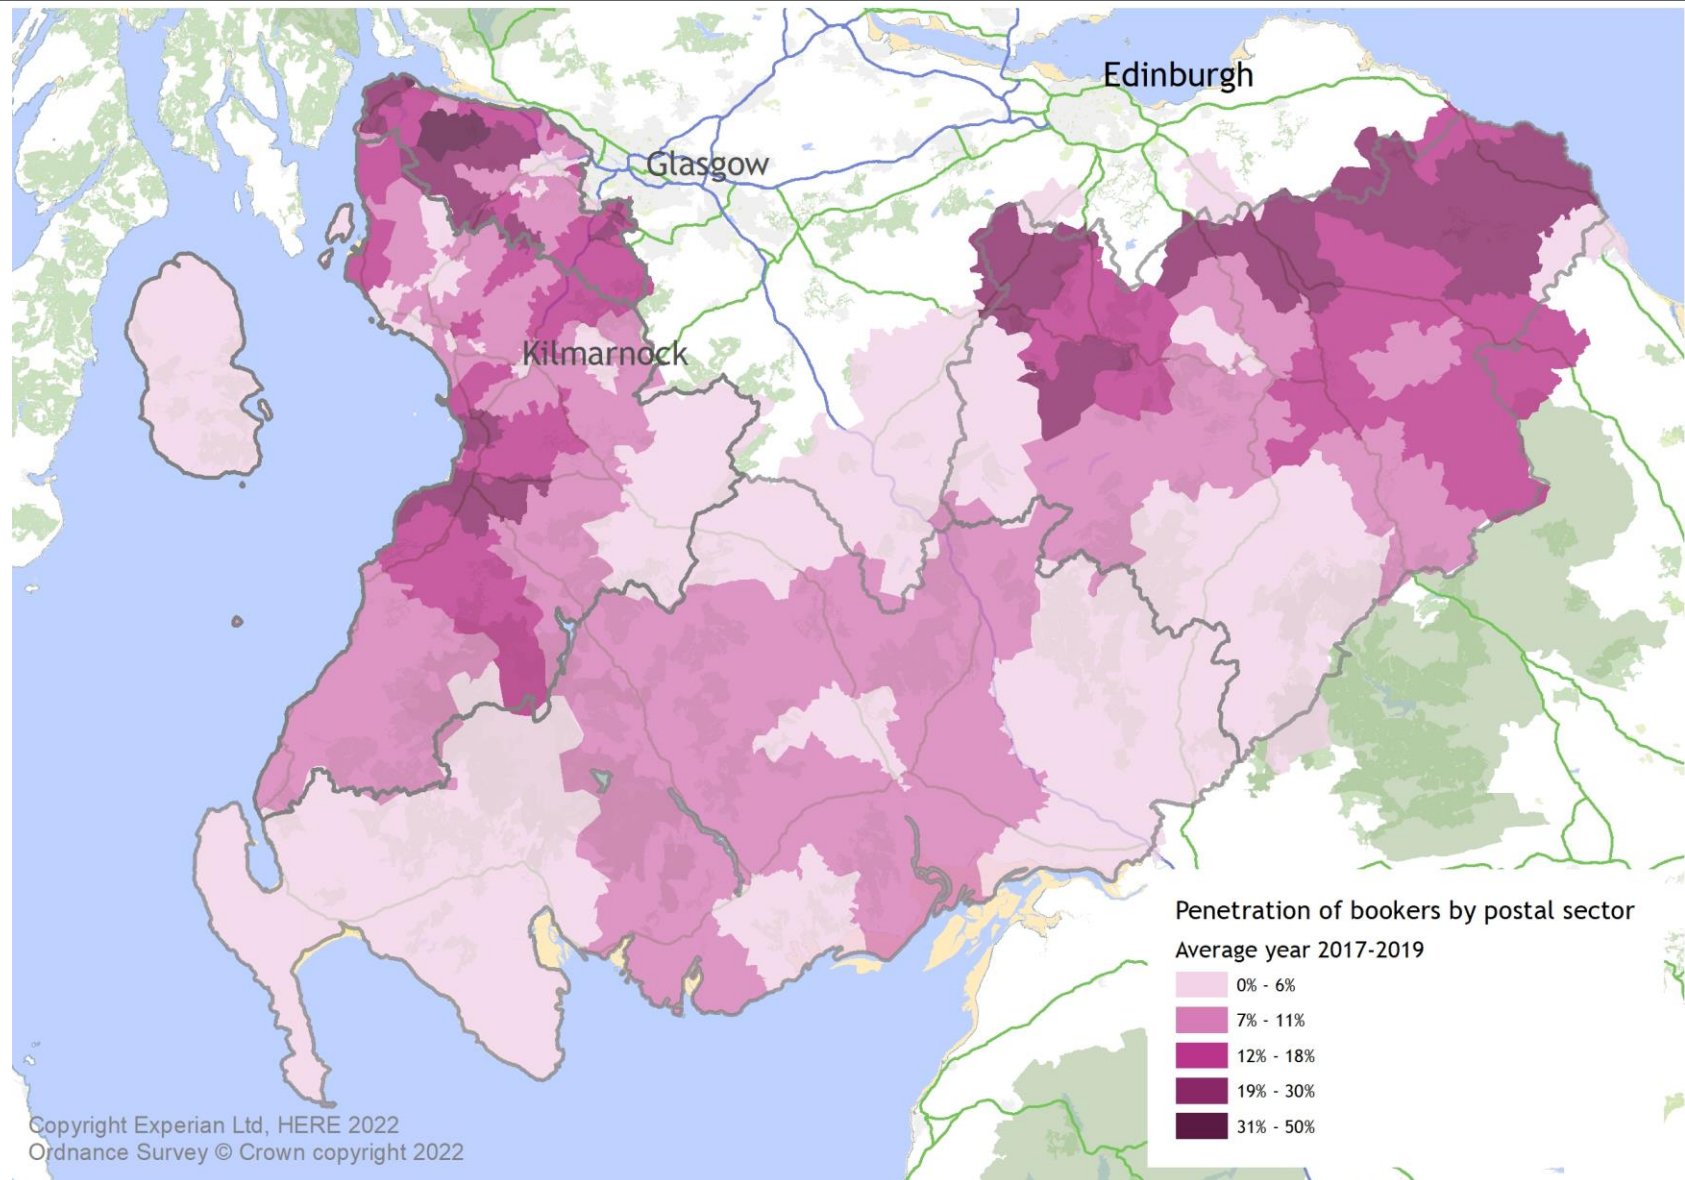 Edinburgh
Glasgow
Kilmarnock
Penetration of bookers by postal sector
Average year 2017-2019
0% - 6%
7% - 11%
12% - 18%
19% - 30%
31% - 50%
Copyright Experian Ltd, HERE 2022
Ordnance Survey © Crown copyright 2022